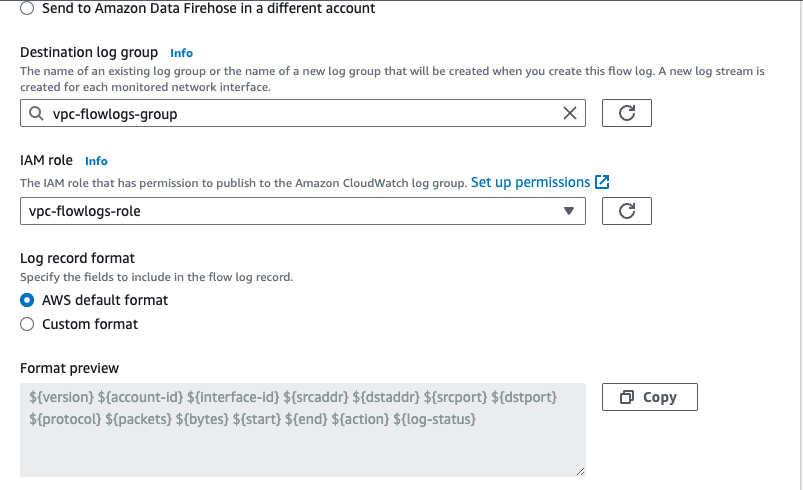 Send to Amazon Data Firehose in a different account
Destination log group Info
The name of an existing log group or the name of a new log group that will be created when you create this flow log. A new log stream is
created for each monitored network interface.
vpc-flowlogs-group
IAM role Info
The IAM role that has permission to publish to the Amazon CloudWatch log group. Set up permissions
vpc-flowlogs-role
Log record format
Specify the fields to include in the flow log record.
AWS default format
Custom format
Format preview
${version} ${account-id} ${interface-id} ${srcaddr} ${dstaddr} ${srcport} ${dstport}
${protocol} ${packets} ${bytes} ${start} ${end} ${action} ${log-status}
Copy